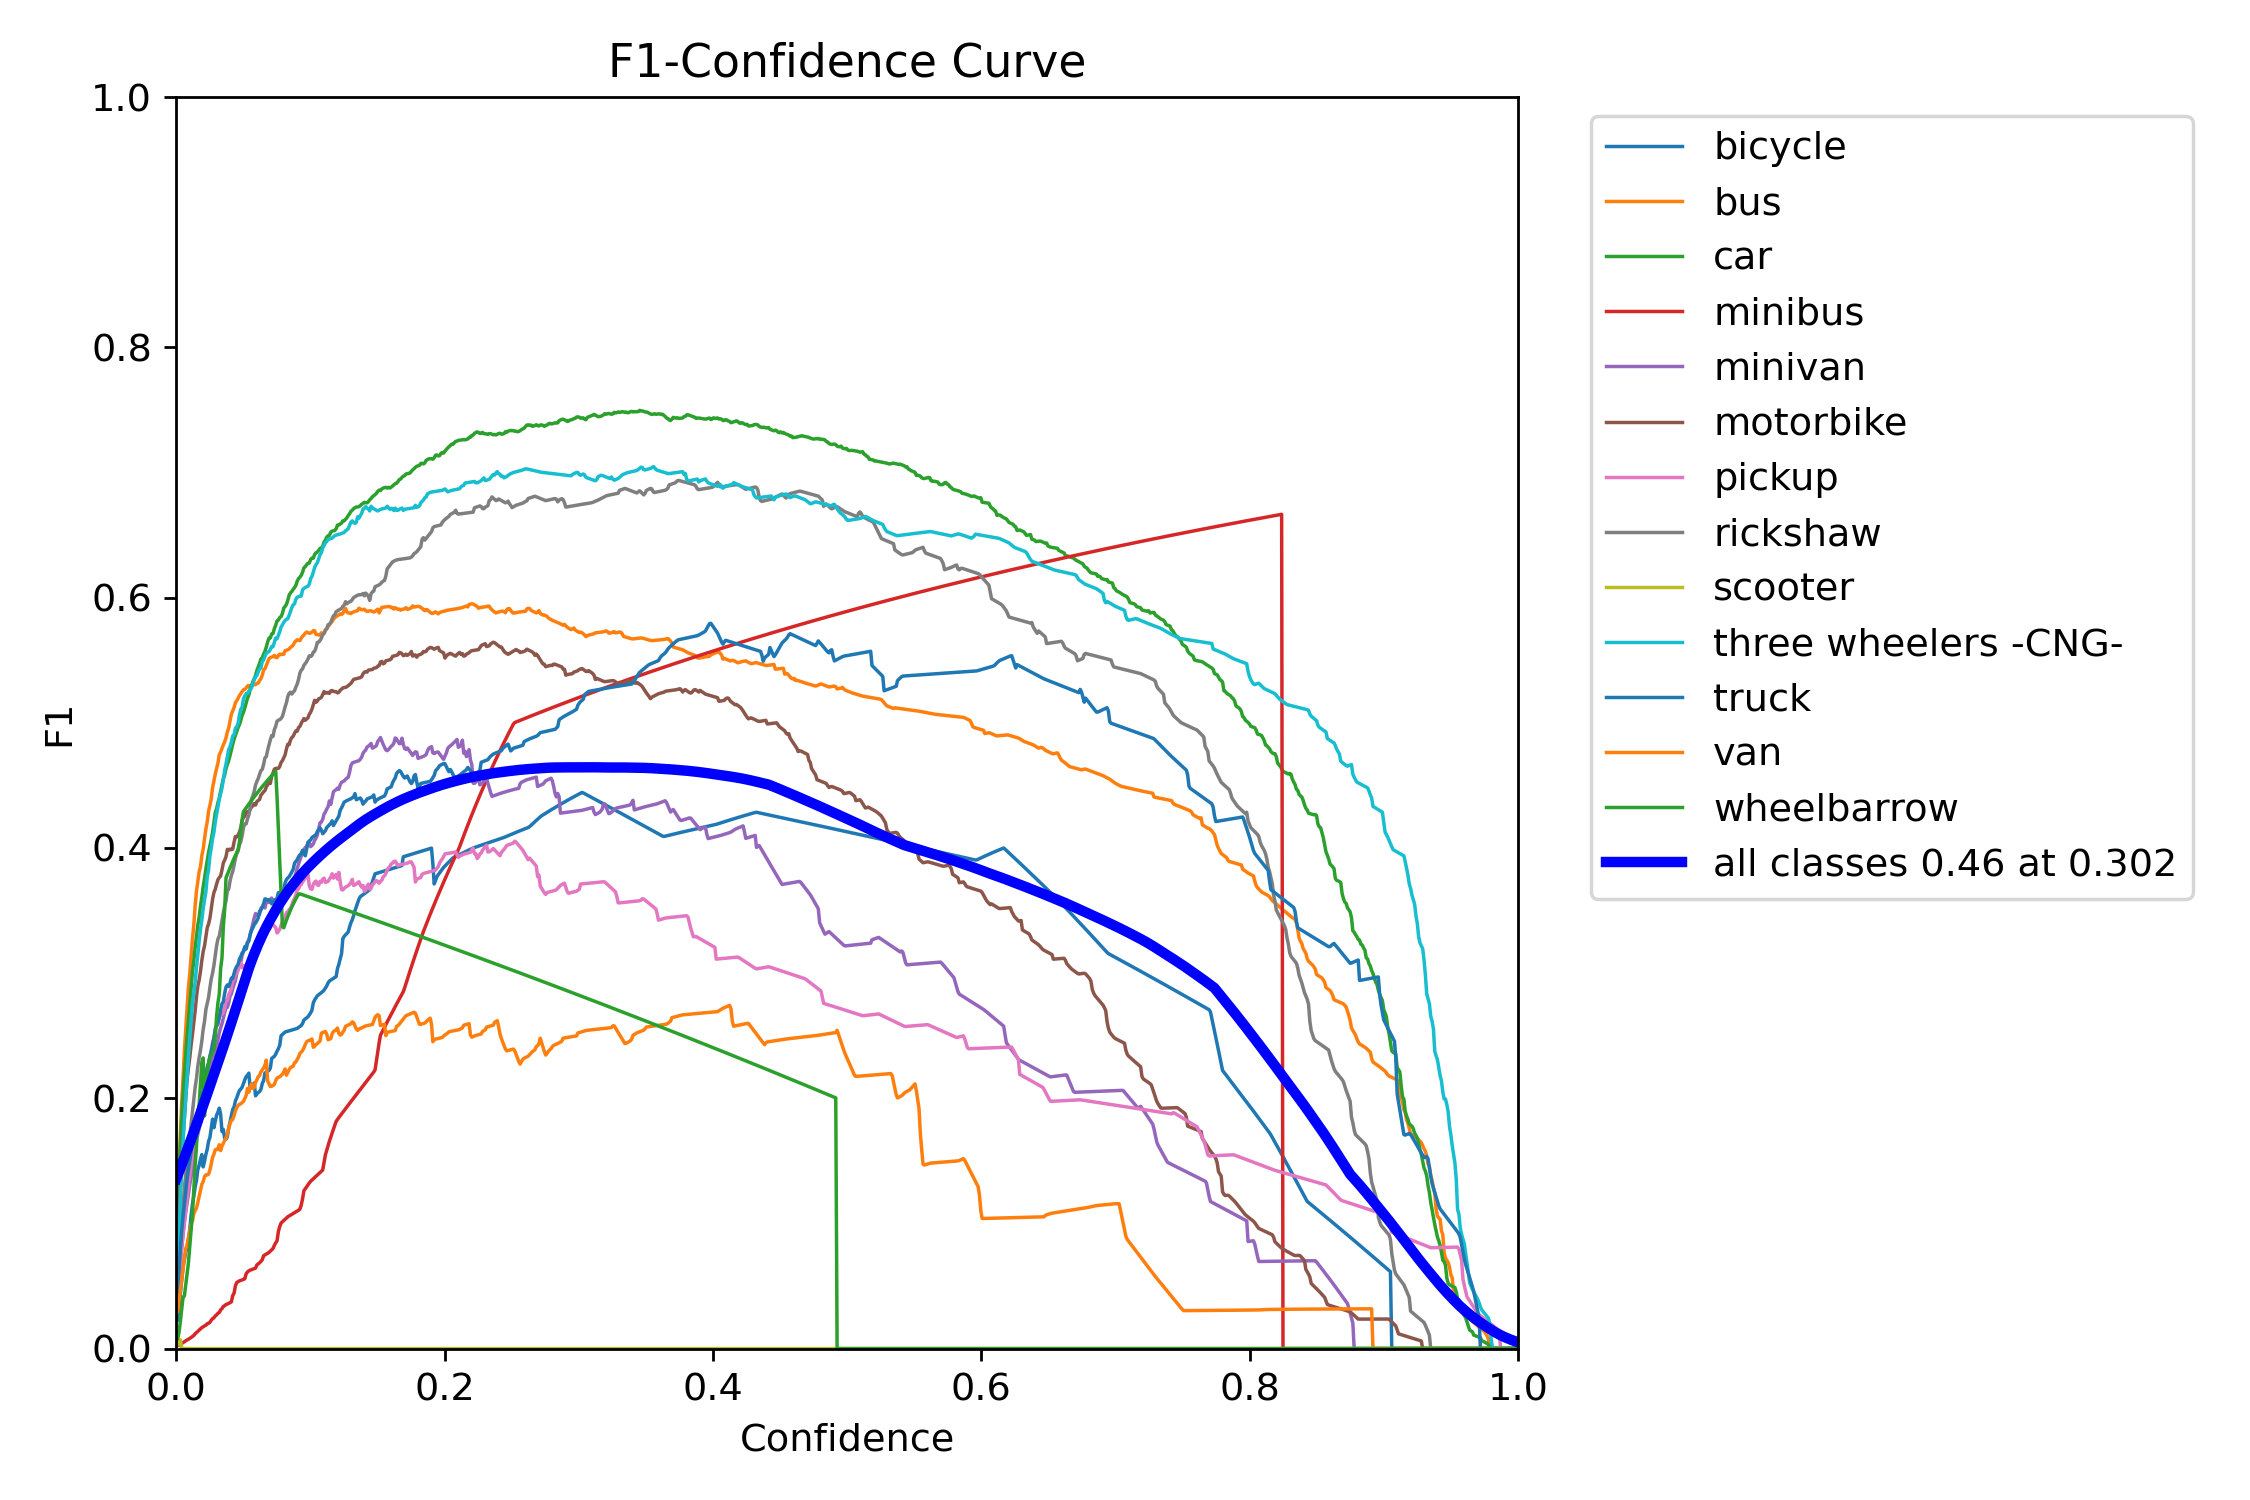 F1-Confidence Curve
1.0
0.8
0.6
0.4
0.2
0.0
F1
0.0 0.2 0.4 0.6 0.8 1.0
Confidence
bicycle
bus
car
minibus
minivan
motorbike
pickup
rickshaw
scooter
three wheelers -CNG-
truck
van
wheelbarrow
all classes 0.46 at 0.302